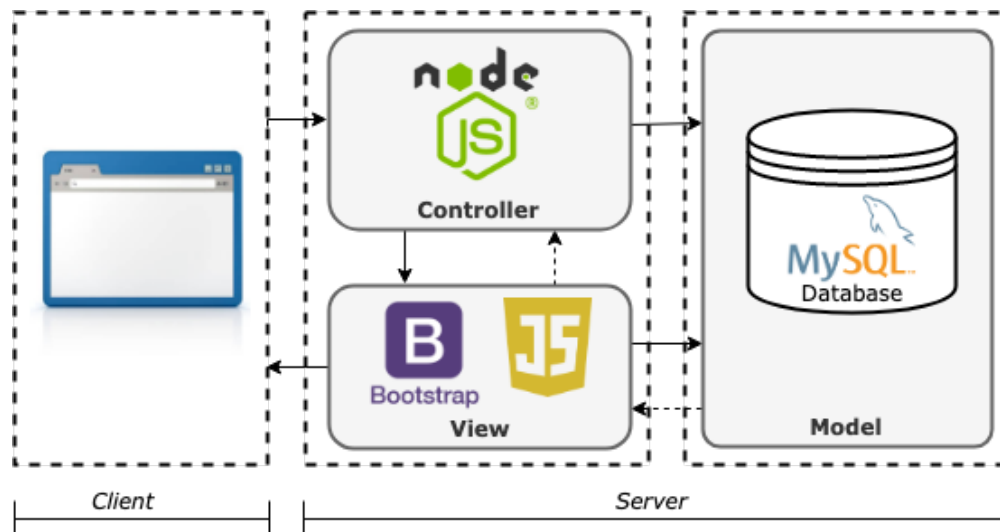 node
JS
®
Controller
MySQL
Database
B
Bootstrap
JS
View
Model
Client
Server